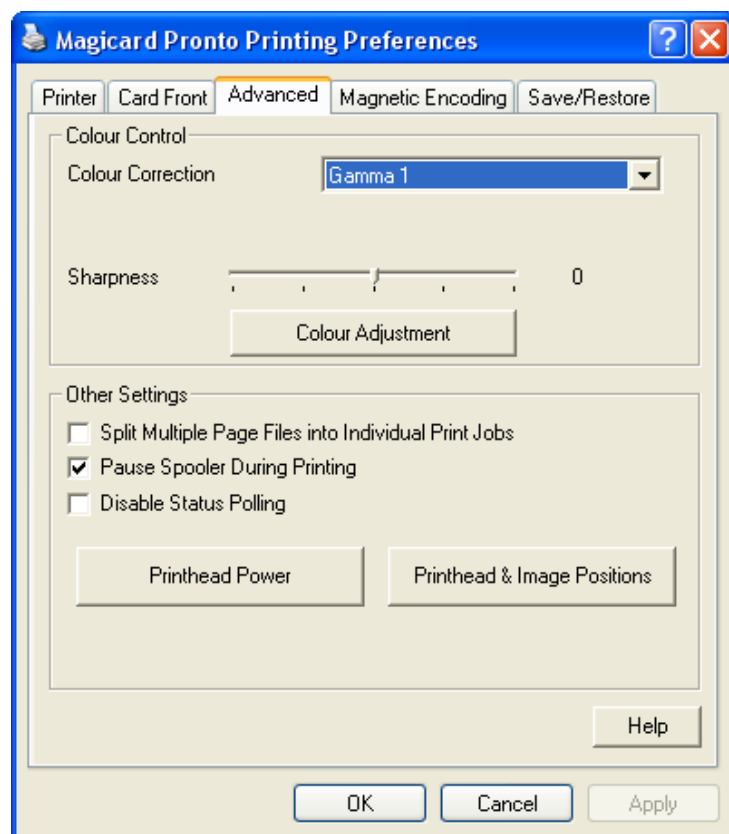 Magicard Pronto Printing Preferences
Printer Card Front Advanced Magnetic Encoding Save/Restore
Colour Control
Colour Correction Gamma 1
Sharpness 0
Colour Adjustment
Other Settings
Split Multiple Page Files into Individual Print Jobs
Pause Spooler During Printing
Disable Status Polling
Printhead Power Printhead & Image Positions
Help
OK Cancel Apply